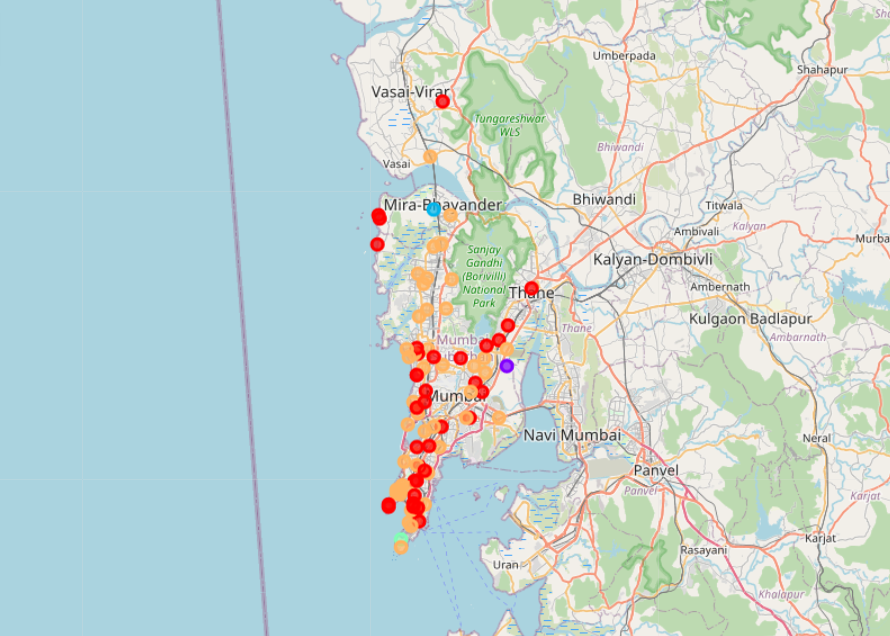 Umberpada
Shahapur
Vasai-Virar
Tungareshwar
WLS
Bhiwandi
Vasai
Bhiwandi
Mira-Bhayander
Titwala
Kalyan
Ambivali
Murba
Sanjay
Gandhi
(Borivilli)
National
Park
Kalyan-Dombivli
Thane
Ambernath
Kulgaon Badlapur
Thane
Mumbai
Ambarnath
Mumbai
Navi Mumbai
Neral
Panvel
Panvel
Karjat
Karjat
Rasayani
Uran
Khalapur